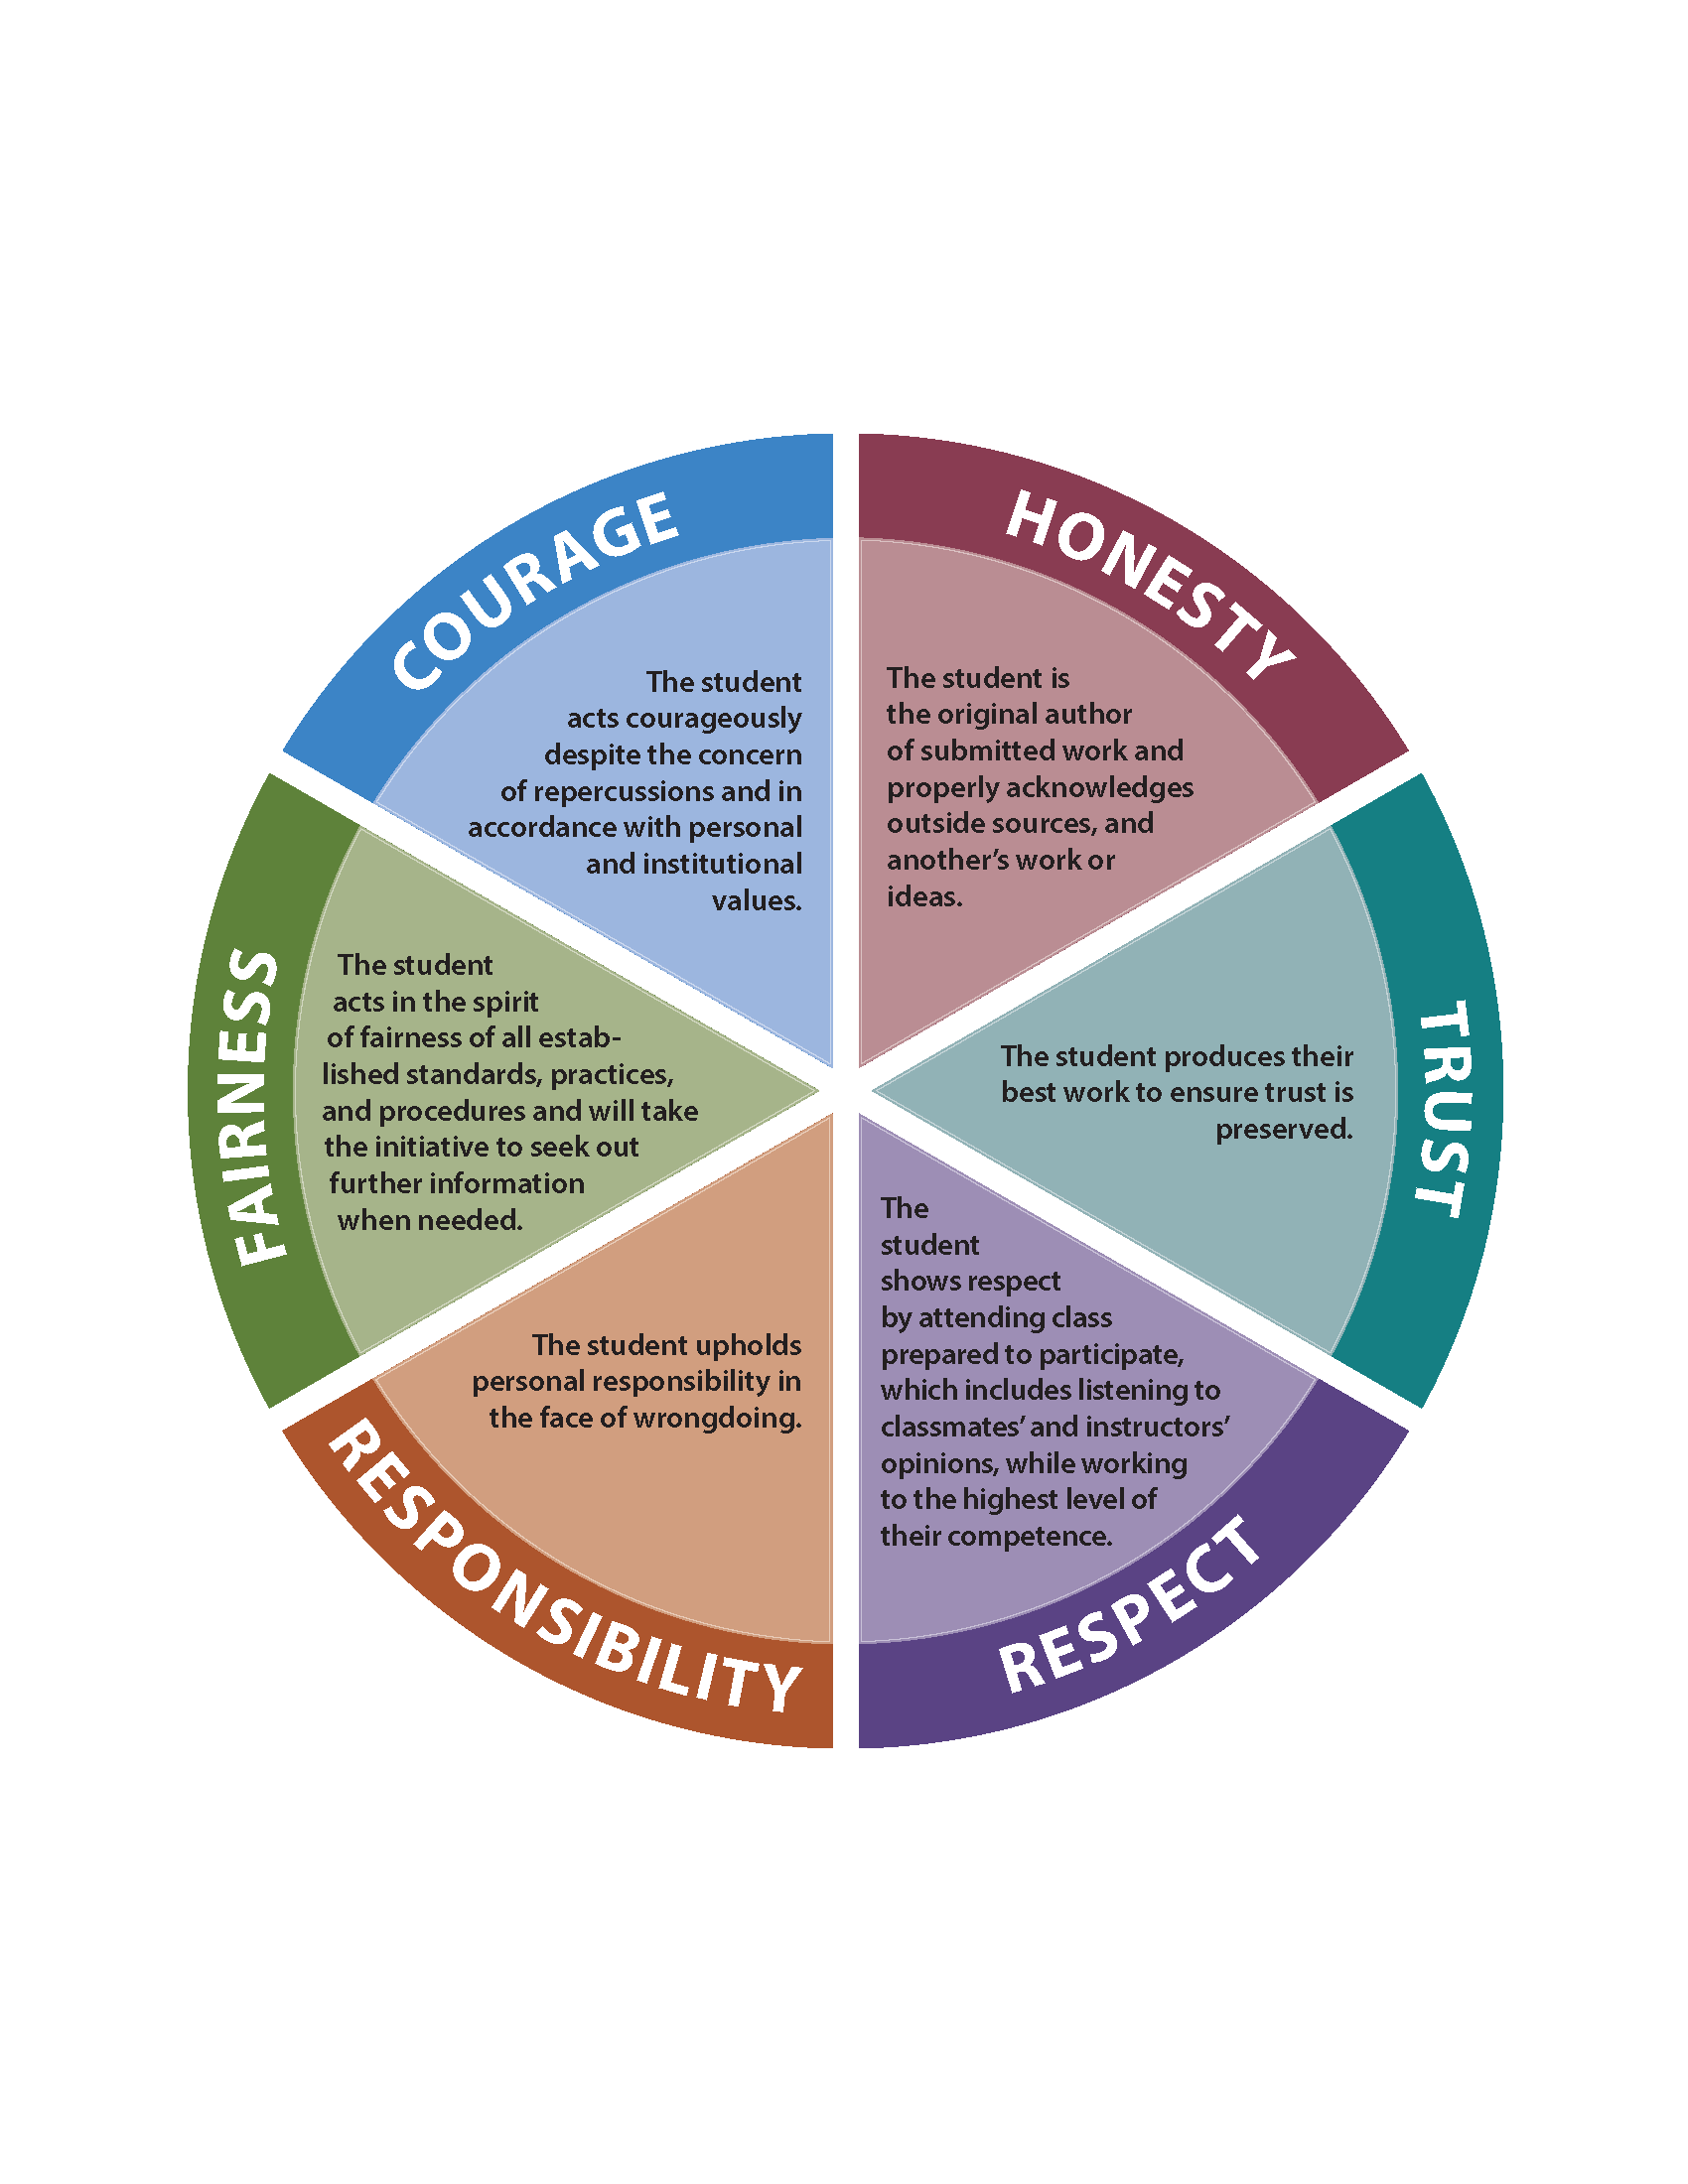 COURAGE
The student
acts courageously
despite the concern
of repercussions and in
accordance with personal
and institutional
values.
HONESTY
The student is
the original author
of submitted work and
properly acknowledges
outside sources, and
another’s work or
ideas.
TRUST
The student produces their
best work to ensure trust is
preserved.
RESPECT
The
student
shows respect
by attending class
prepared to participate,
which includes listening to
classmates’ and instructors’
opinions, while working
to the highest level of
their competence.
RESPONSIBILITY
The student upholds
personal responsibility in
the face of wrongdoing.
FAIRNESS
The student
acts in the spirit
of fairness of all estab-
lished standards, practices,
and procedures and will take
the initiative to seek out
further information
when needed.